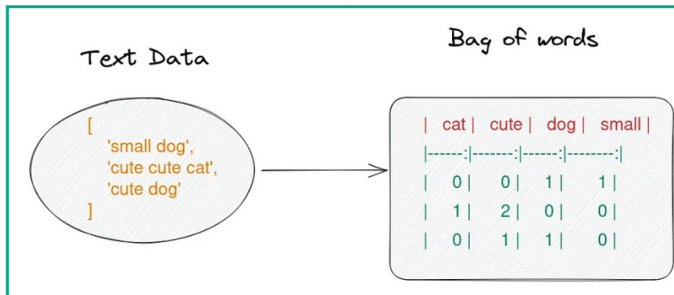 Text Data
[
'small dog',
'cute cute cat',
'cute dog'
]
Bag of words
| cat | cute | dog | small |
|------:|-------:|------:|--------:|
| 0 | 0 | 1 | 1 |
| 1 | 2 | 0 | 0 |
| 0 | 1 | 1 | 0 |